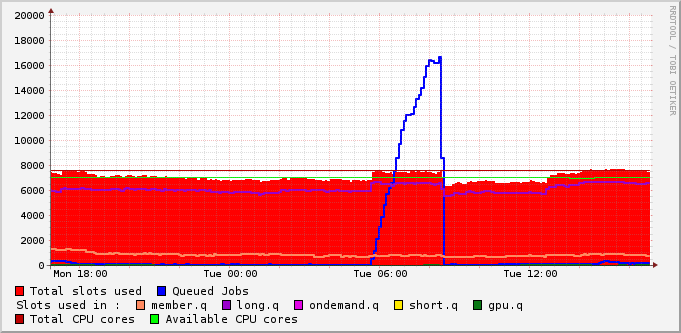 20000
18000
16000
14000
12000
10000
8000
6000
4000
2000
0
Mon 18:00 Tue 00:00 Tue 06:00 Tue 12:00
RRDTOOL / TOBI OETIKER
Total slots used Queued Jobs
Slots used in : member.q long.q ondemand.q short.q gpu.q
Total CPU cores Available CPU cores